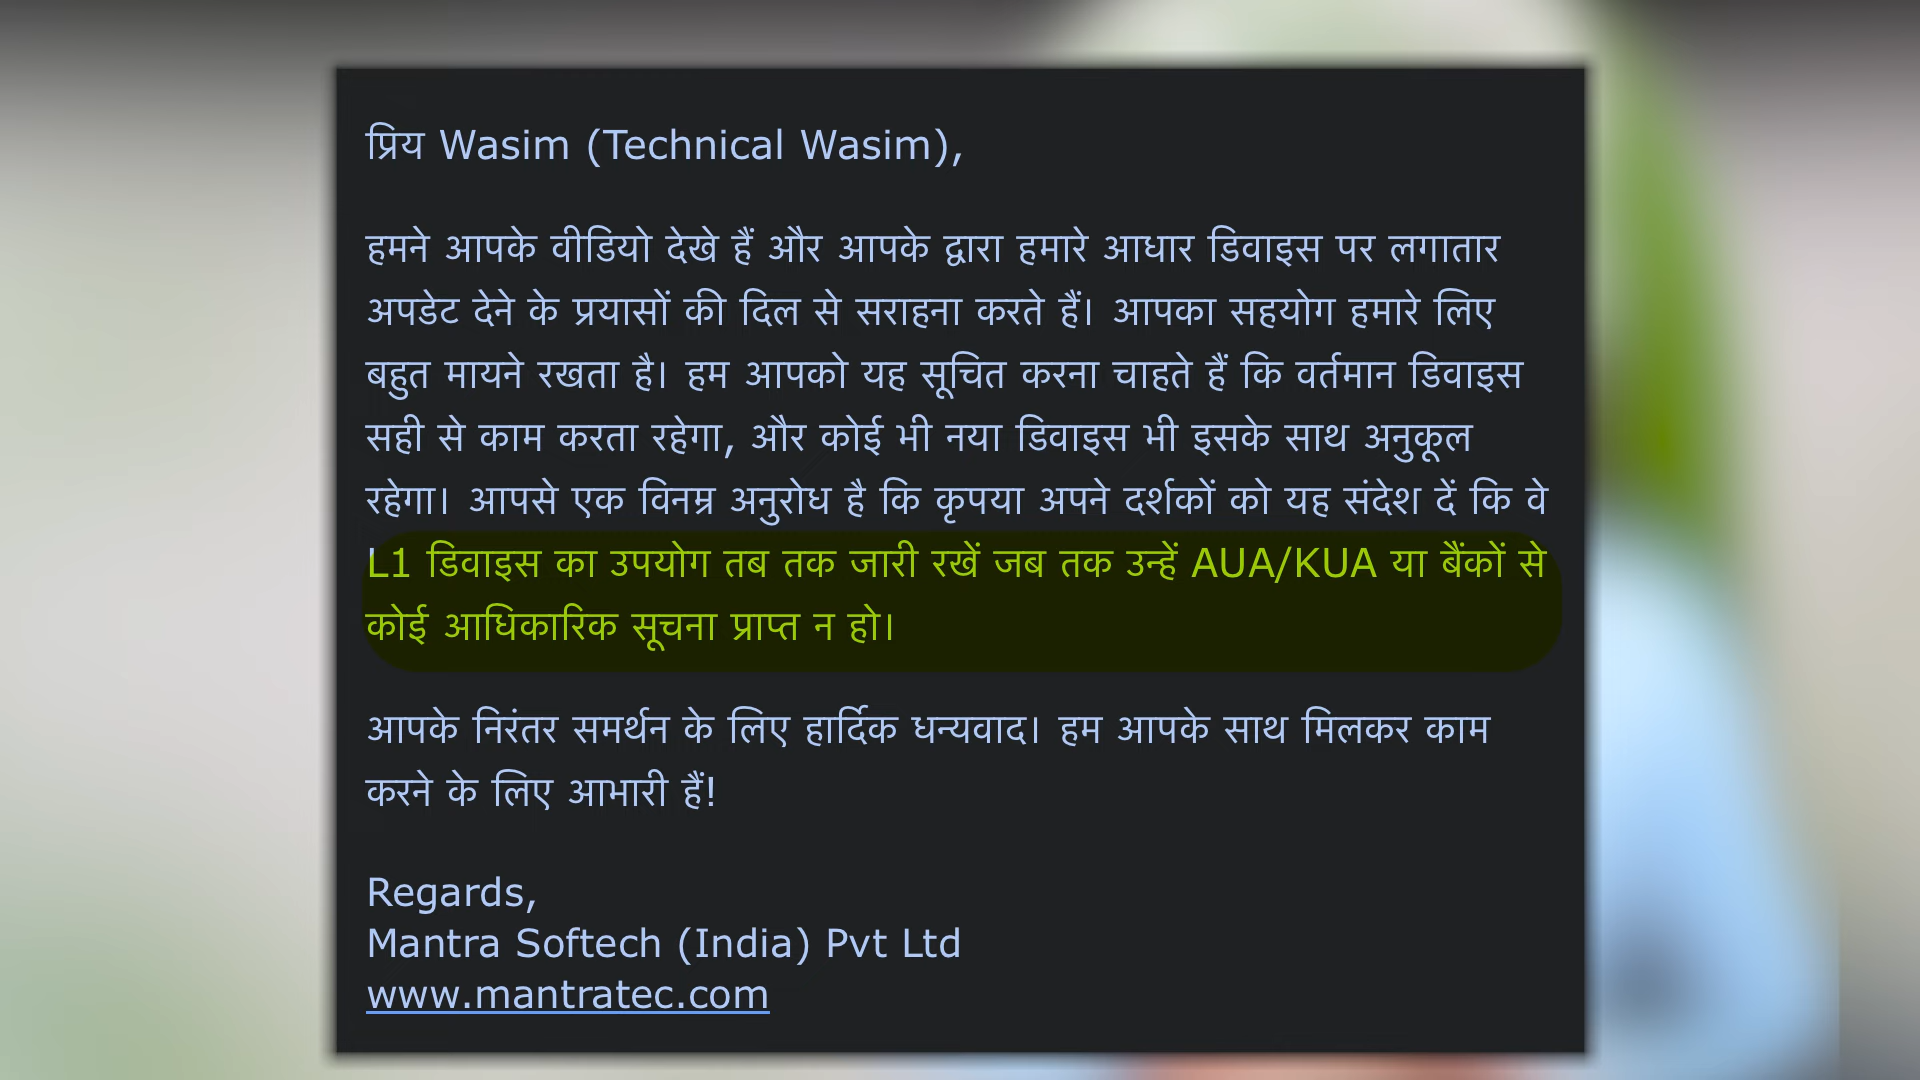 प्रिय Wasim (Technical Wasim),
हमने आपके वीडियो देखे हैं और आपके द्वारा हमारे आधार डिवाइस पर लगातार
अपडेट देने के प्रयासों की दिल से सराहना करते हैं। आपका सहयोग हमारे लिए
बहुत मायने रखता है। हम आपको यह सूचित करना चाहते हैं कि वर्तमान डिवाइस
सही से काम करता रहेगा, और कोई भी नया डिवाइस भी इसके साथ अनुकूल
रहेगा। आपसे एक विनम्र अनुरोध है कि कृपया अपने दर्शकों को यह संदेश दें कि वे
L1 डिवाइस का उपयोग तब तक जारी रखें जब तक उन्हें AUA/KUA या बैंकों से
कोई आधिकारिक सूचना प्राप्त न हो।
आपके निरंतर समर्थन के लिए हार्दिक धन्यवाद। हम आपके साथ मिलकर काम
करने के लिए आभारी हैं!
Regards,
Mantra Softech (India) Pvt Ltd
www.mantratec.com